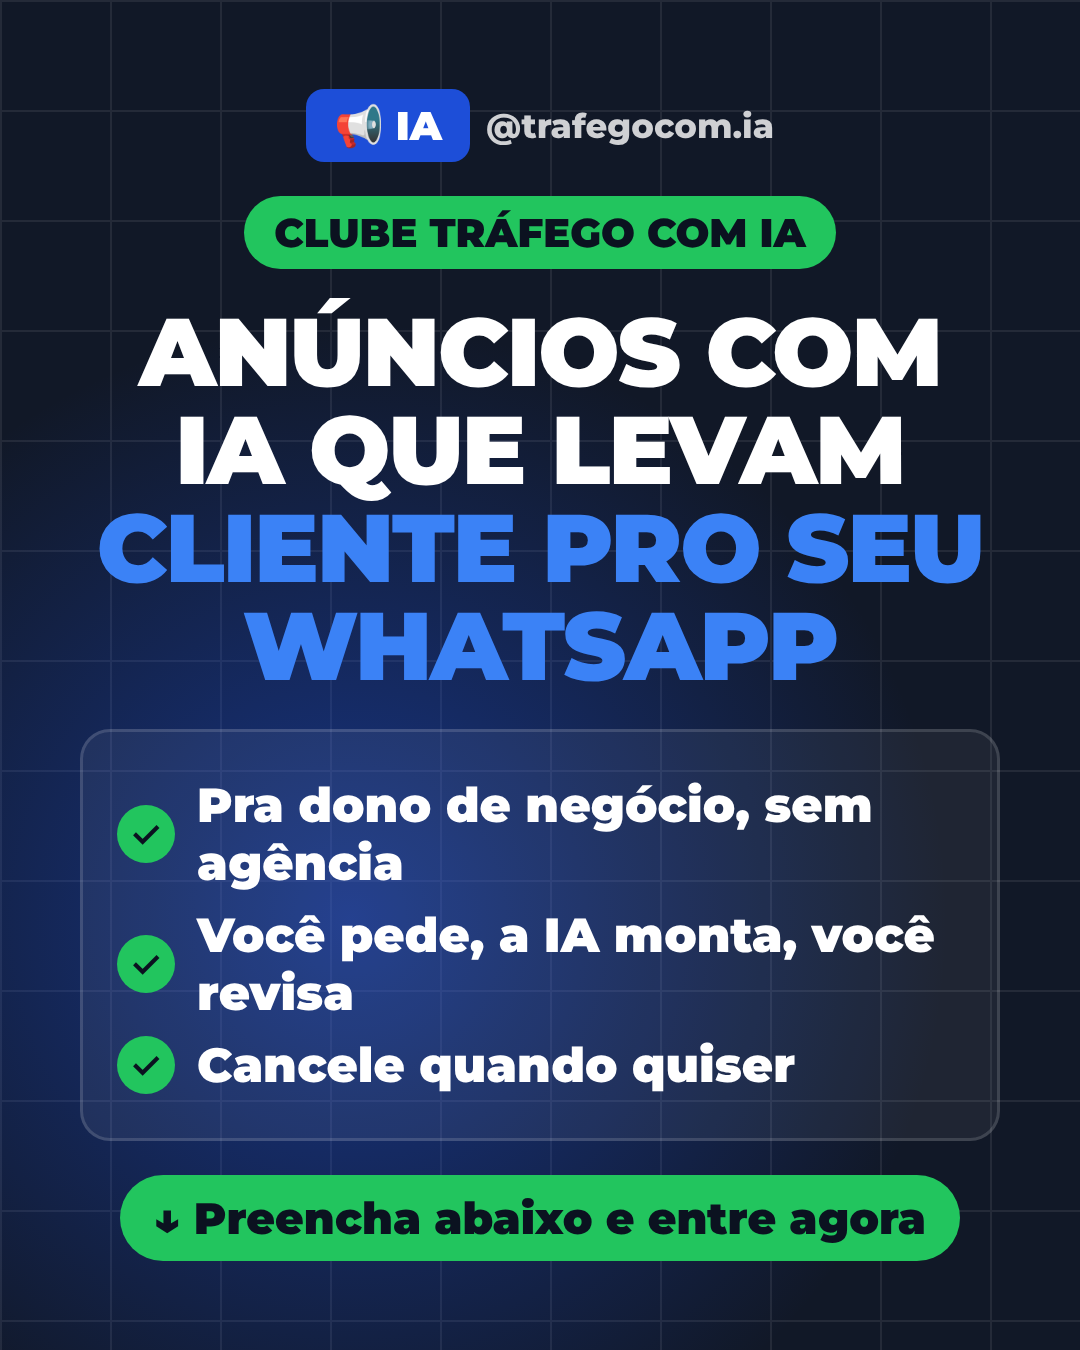 IA @trafegocom.ia
CLUBE TRÁFEGO COM IA
ANÚNCIOS COM
IA QUE LEVAM
CLIENTE PRO SEU
WHATSAPP
Pra dono de negócio, sem
agência
Você pede, a IA monta, você
revisa
Cancele quando quiser
↓ Preencha abaixo e entre agora